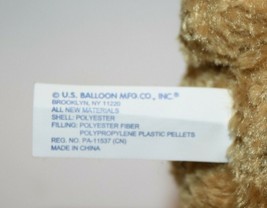 © U.S. BALLOON MFG. CO., INC.®
BROOKLYN, NY 11220
ALL NEW MATERIALS
SHELL: POLYESTER
FILLING: POLYESTER FIBER
POLYPROPYLENE PLASTIC PELLETS
REG. NO. PA-11537 (CN)
MADE IN CHINA